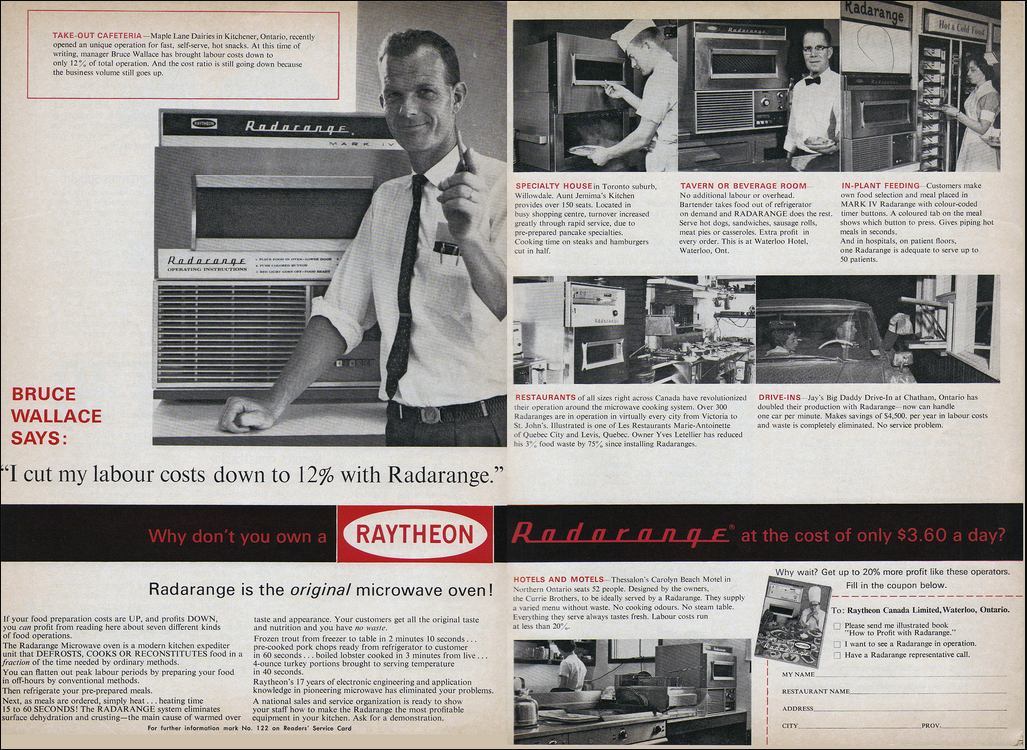 TAKE-OUT CAFETERIA—Maple Lane Dairies in Kitchener, Ontario, recently
opened an unique operation for fast, self-serve, hot snacks. At this time of
writing, manager Bruce Wallace has brought labour costs down to
only 12% of total operation. And the cost ratio is still going down because
the business volume still goes up.
RAYTHEON
Radarange
MARK IV
Radarange
OPERATING INSTRUCTIONS
1 PLACE FOOD IN OVEN—LOWER DOOR
2 PUSH COLORED BUTTON
3 RED LIGHT GOES OFF—FOOD READY
BRUCE
WALLACE
SAYS:
“I cut my labour costs down to 12% with Radarange.”
Radarange
Hot & Cold Food
SPECIALTY HOUSE in Toronto suburb,
Willowdale. Aunt Jemima's Kitchen
provides over 150 seats. Located in
busy shopping centre, turnover increased
greatly through rapid service, due to
pre-prepared pancake specialties.
Cooking time on steaks and hamburgers
cut in half.
TAVERN OR BEVERAGE ROOM—
No additional labour or overhead.
Bartender takes food out of refrigerator
on demand and RADARANGE does the rest.
Serve hot dogs, sandwiches, sausage rolls,
meat pies or casseroles. Extra profit in
every order. This is at Waterloo Hotel,
Waterloo, Ont.
IN-PLANT FEEDING—Customers make
own food selection and meal placed in
MARK IV Radarange with colour-coded
timer buttons. A coloured tab on the meal
shows which button to press. Gives piping hot
meals in seconds.
And in hospitals, on patient floors,
one Radarange is adequate to serve up to
50 patients.
Radarange
RESTAURANTS of all sizes right across Canada have revolutionized
their operation around the microwave cooking system. Over 300
Radaranges are in operation in virtually every city from Victoria to
St. John's. Illustrated is one of Les Restaurants Marie-Antoinette
of Quebec City and Levis, Quebec. Owner Yves Letellier has reduced
his 3% food waste by 75% since installing Radaranges.
DRIVE-INS—Jay's Big Daddy Drive-In at Chatham, Ontario has
doubled their production with Radarange—now can handle
one car per minute. Makes savings of $4,500. per year in labour costs
and waste is completely eliminated. No service problem.
Why don't you own a RAYTHEON Radarange® at the cost of only $3.60 a day?
Radarange is the original microwave oven!
If your food preparation costs are UP, and profits DOWN,
you can profit from reading here about seven different kinds
of food operations.
The Radarange Microwave oven is a modern kitchen expediter
unit that DEFROSTS, COOKS OR RECONSTITUTES food in a
fraction of the time needed by ordinary methods.
You can flatten out peak labour periods by preparing your food
in off-hours by conventional methods.
Then refrigerate your pre-prepared meals.
Next, as meals are ordered, simply heat . . . heating time
15 to 60 SECONDS! The RADARANGE system eliminates
surface dehydration and crusting—the main cause of warmed over
taste and appearance. Your customers get all the original taste
and nutrition and you have no waste.
Frozen trout from freezer to table in 2 minutes 10 seconds . . .
pre-cooked pork chops ready from refrigerator to customer
in 60 seconds . . . boiled lobster cooked in 3 minutes from live . . .
4-ounce turkey portions brought to serving temperature
in 40 seconds.
Raytheon's 17 years of electronic engineering and application
knowledge in pioneering microwave has eliminated your problems.
A national sales and service organization is ready to show
your staff how to make the Radarange the most profitable
equipment in your kitchen. Ask for a demonstration.
For further information mark No. 122 on Readers' Service Card
HOTELS AND MOTELS—Thessalon's Carolyn Beach Motel in
Northern Ontario seats 52 people. Designed by the owners,
the Currie Brothers, to be ideally served by a Radarange. They supply
a varied menu without waste. No cooking odours. No steam table.
Everything they serve always tastes fresh. Labour costs run
at less than 20%.
Why wait? Get up to 20% more profit like these operators.
Fill in the coupon below.
To: Raytheon Canada Limited, Waterloo, Ontario.
Please send me illustrated book
"How to Profit with Radarange."
I want to see a Radarange in operation.
Have a Radarange representative call.
MY NAME
RESTAURANT NAME
ADDRESS
CITY PROV.